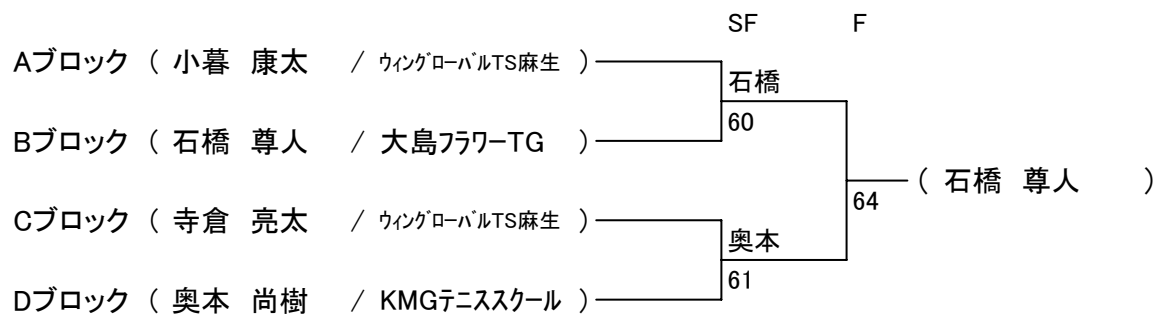 SF F
Aブロック ( 小暮 康太 / ウィングローバルTS麻生 )
石橋
60
Bブロック ( 石橋 尊人 / 大島フラワーTG )
( 石橋 尊人 )
64
Cブロック ( 寺倉 亮太 / ウィングローバルTS麻生 )
奥本
61
Dブロック ( 奥本 尚樹 / KMGテニススクール )